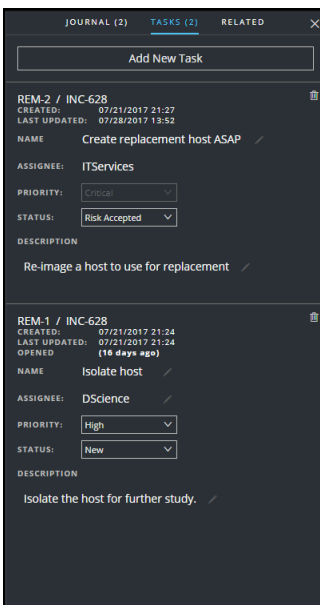 JOURNAL (2) TASKS (2) RELATED
Add New Task
REM-2 / INC-628
CREATED: 07/21/2017 21:27
LAST UPDATED: 07/28/2017 13:52
NAME Create replacement host ASAP
ASSIGNEE: ITServices
PRIORITY: Critical
STATUS: Risk Accepted
DESCRIPTION
Re-image a host to use for replacement
REM-1 / INC-628
CREATED: 07/21/2017 21:24
LAST UPDATED: 07/21/2017 21:24
OPENED (16 days ago)
NAME Isolate host
ASSIGNEE: DScience
PRIORITY: High
STATUS: New
DESCRIPTION
Isolate the host for further study.